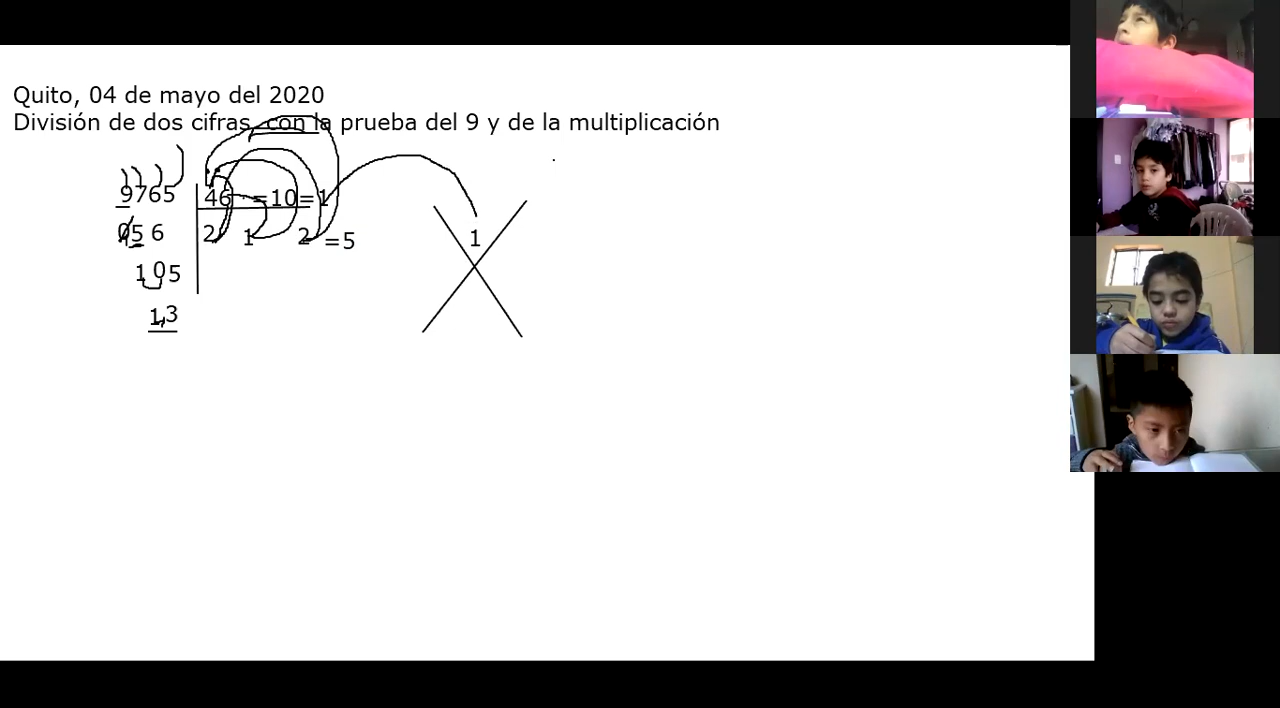 Quito, 04 de mayo del 2020
División de dos cifras, con la prueba del 9 y de la multiplicación
9765 46 =10=1
056 2 1 2 =5 1
105
13